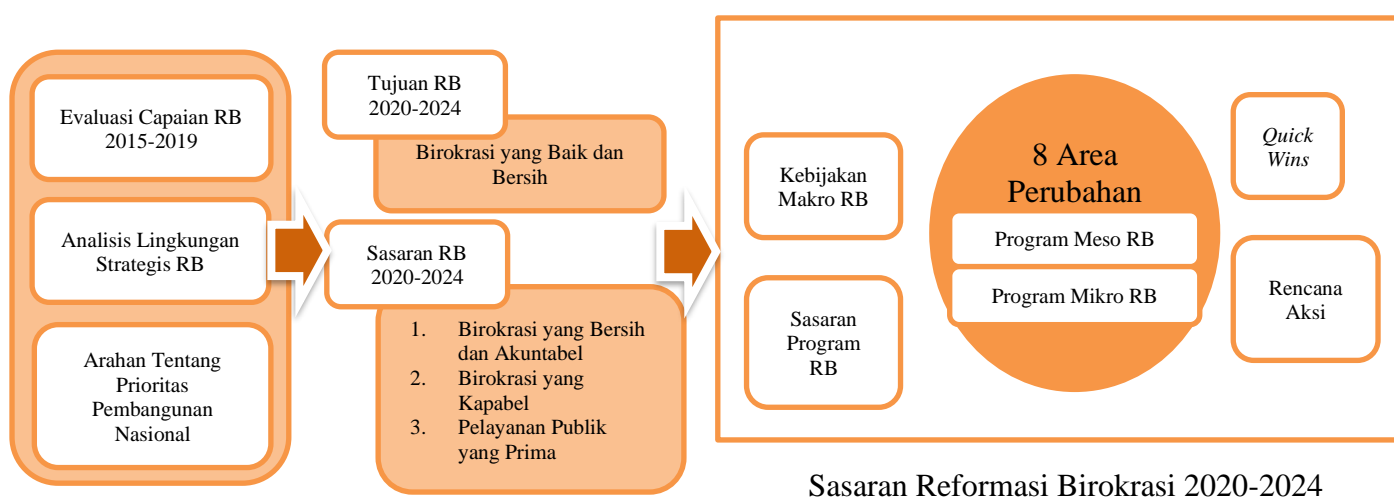 Evaluasi Capaian RB
2015-2019
Analisis Lingkungan
Strategis RB
Arahan Tentang
Prioritas
Pembangunan
Nasional
Tujuan RB
2020-2024
Birokrasi yang Baik dan
Bersih
Sasaran RB
2020-2024
1. Birokrasi yang Bersih
dan Akuntabel
2. Birokrasi yang
Kapabel
3. Pelayanan Publik
yang Prima
Kebijakan
Makro RB
Sasaran
Program
RB
8 Area
Perubahan
Program Meso RB
Program Mikro RB
Quick
Wins
Rencana
Aksi
Sasaran Reformasi Birokrasi 2020-2024